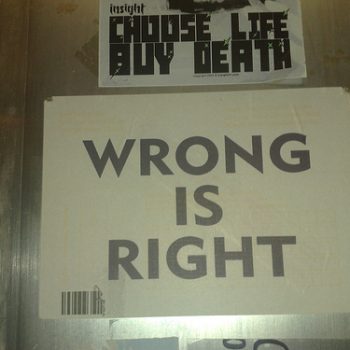 insight
CHOOSE LIFE
BUY DEATH
WRONG
IS
RIGHT